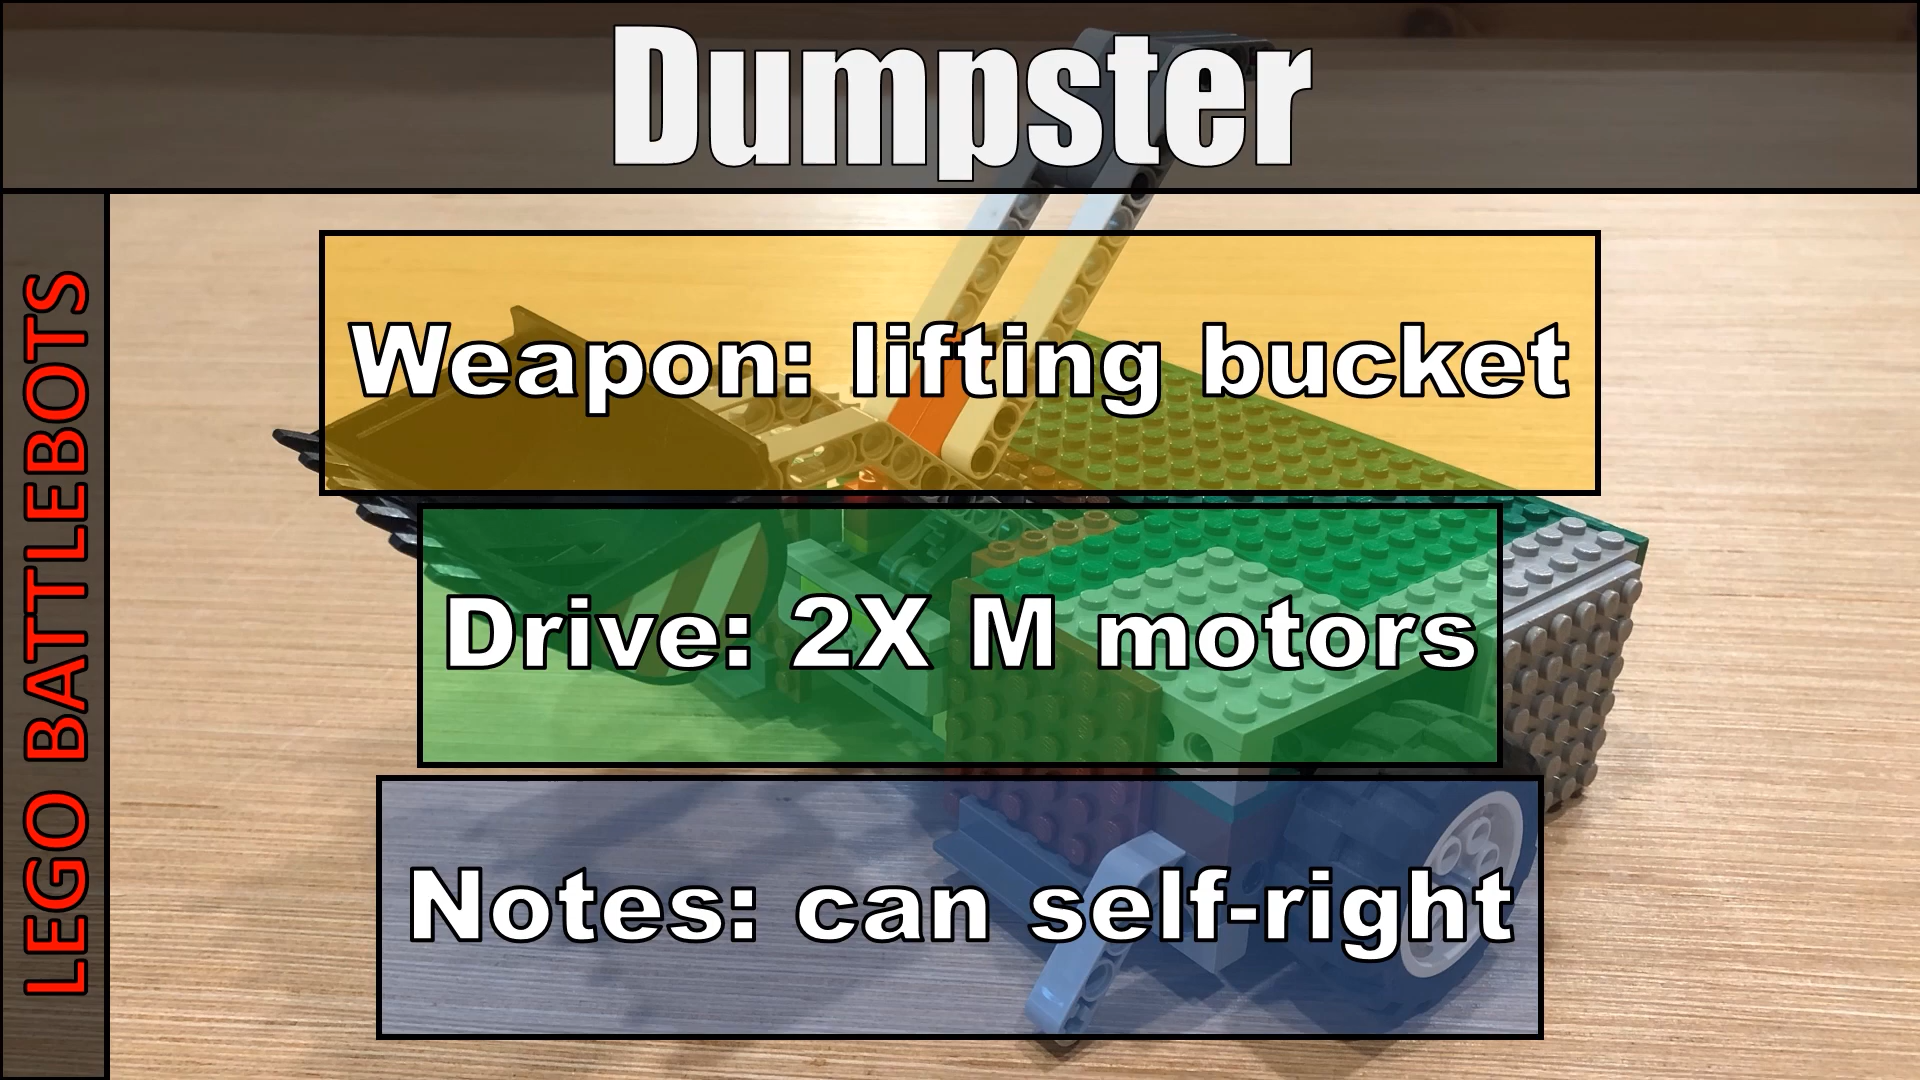 Dumpster
LEGO BATTLEBOTS
Weapon: lifting bucket
Drive: 2X M motors
Notes: can self-right